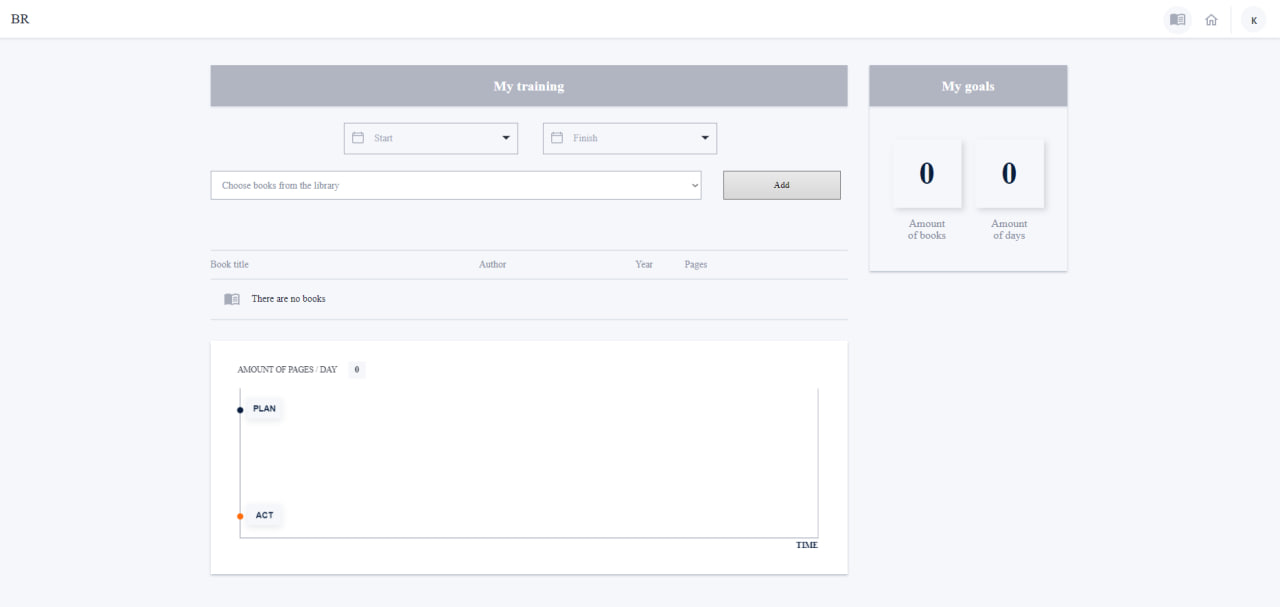 BR
K
My training
My goals
Start
Finish
Choose books from the library
Add
0
0
Amount
of books
Amount
of days
Book title
Author
Year
Pages
There are no books
AMOUNT OF PAGES / DAY
0
PLAN
ACT
TIME